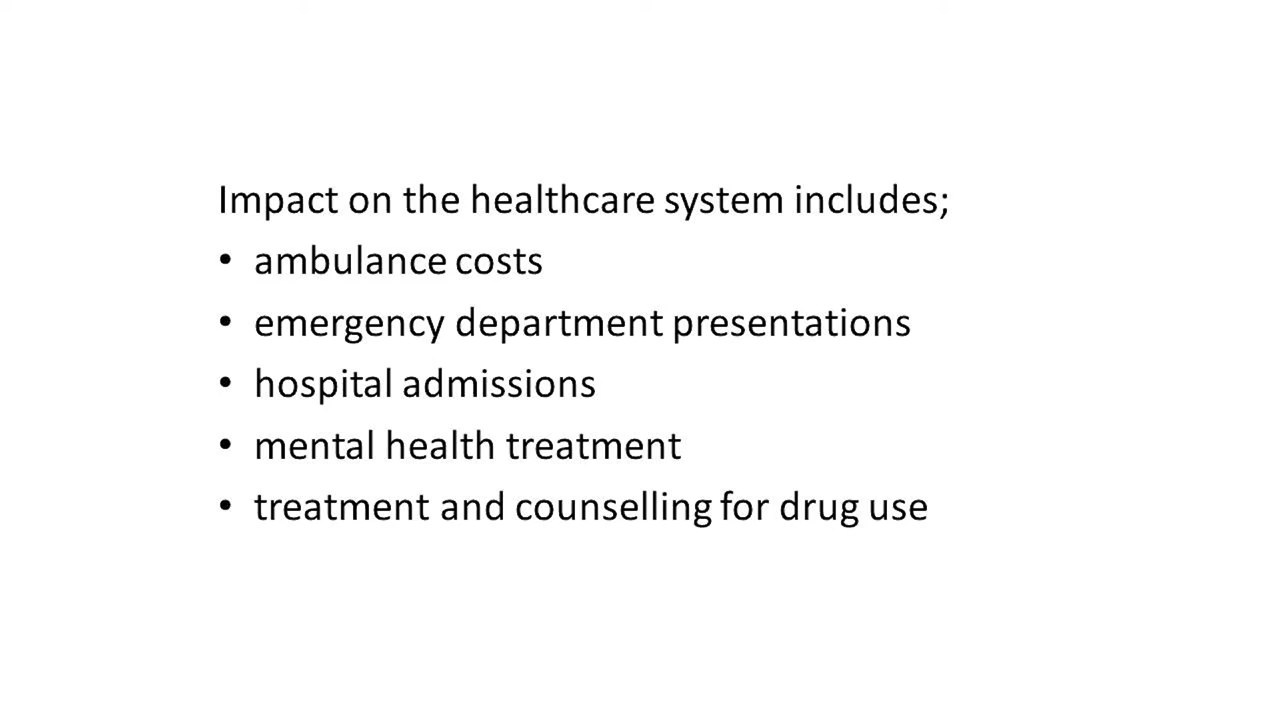 Impact on the healthcare system includes;
• ambulance costs
• emergency department presentations
• hospital admissions
• mental health treatment
• treatment and counselling for drug use